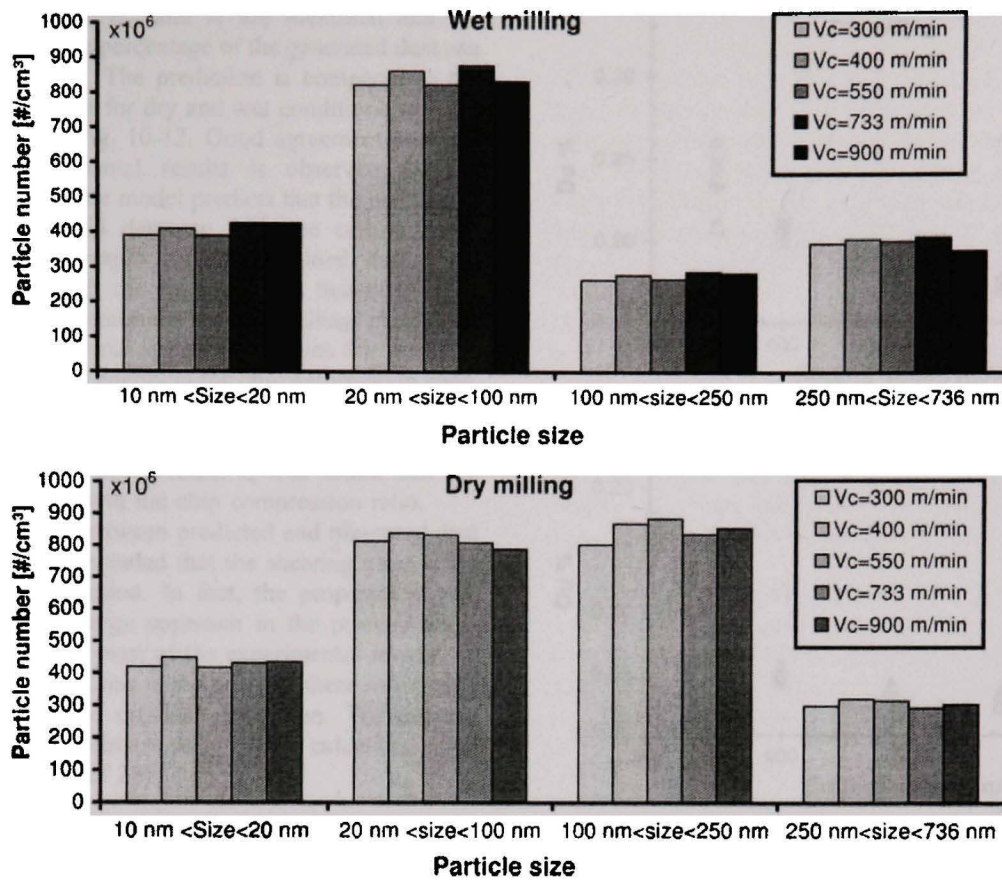 Wet milling
x10⁶
Particle number [#/cm³]
1000
900
800
700
600
500
400
300
200
100
0
Vc=300 m/min
Vc=400 m/min
Vc=550 m/min
Vc=733 m/min
Vc=900 m/min
10 nm <Size<20 nm
20 nm <size<100 nm
100 nm<size<250 nm
250 nm<Size<736 nm
Particle size
Dry milling
x10⁶
Particle number [#/cm³]
1000
900
800
700
600
500
400
300
200
100
0
Vc=300 m/min
Vc=400 m/min
Vc=550 m/min
Vc=733 m/min
Vc=900 m/min
10 nm <Size<20 nm
20 nm <size<100 nm
100 nm<size<250 nm
250 nm<size<736 nm
Particle size